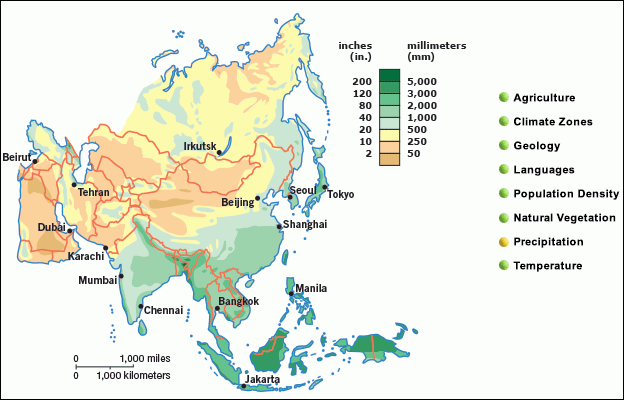 inches
(in.)
millimeters
(mm)
200 5,000
120 3,000
80 2,000
40 1,000
20 500
10 250
2 50
Agriculture
Climate Zones
Geology
Languages
Population Density
Natural Vegetation
Precipitation
Temperature
Irkutsk
Beirut
Tehran
Beijing
Seoul
Tokyo
Dubai
Shanghai
Karachi
Mumbai
Chennai
Bangkok
Manila
Jakarta
0 1,000 miles
0 1,000 kilometers